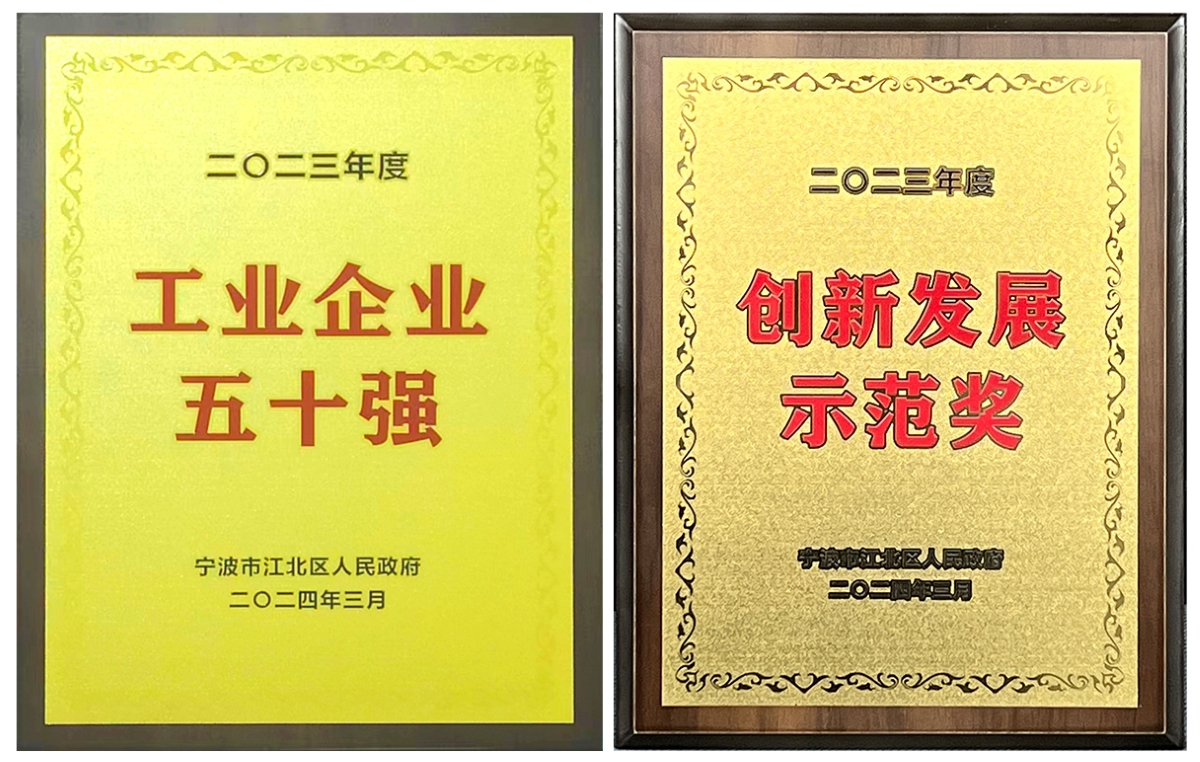 二〇二三年度
工业企业
五十强
宁波市江北区人民政府
二〇二四年三月
二〇二三年度
创新发展
示范奖
宁波市江北区人民政府
二〇二四年三月